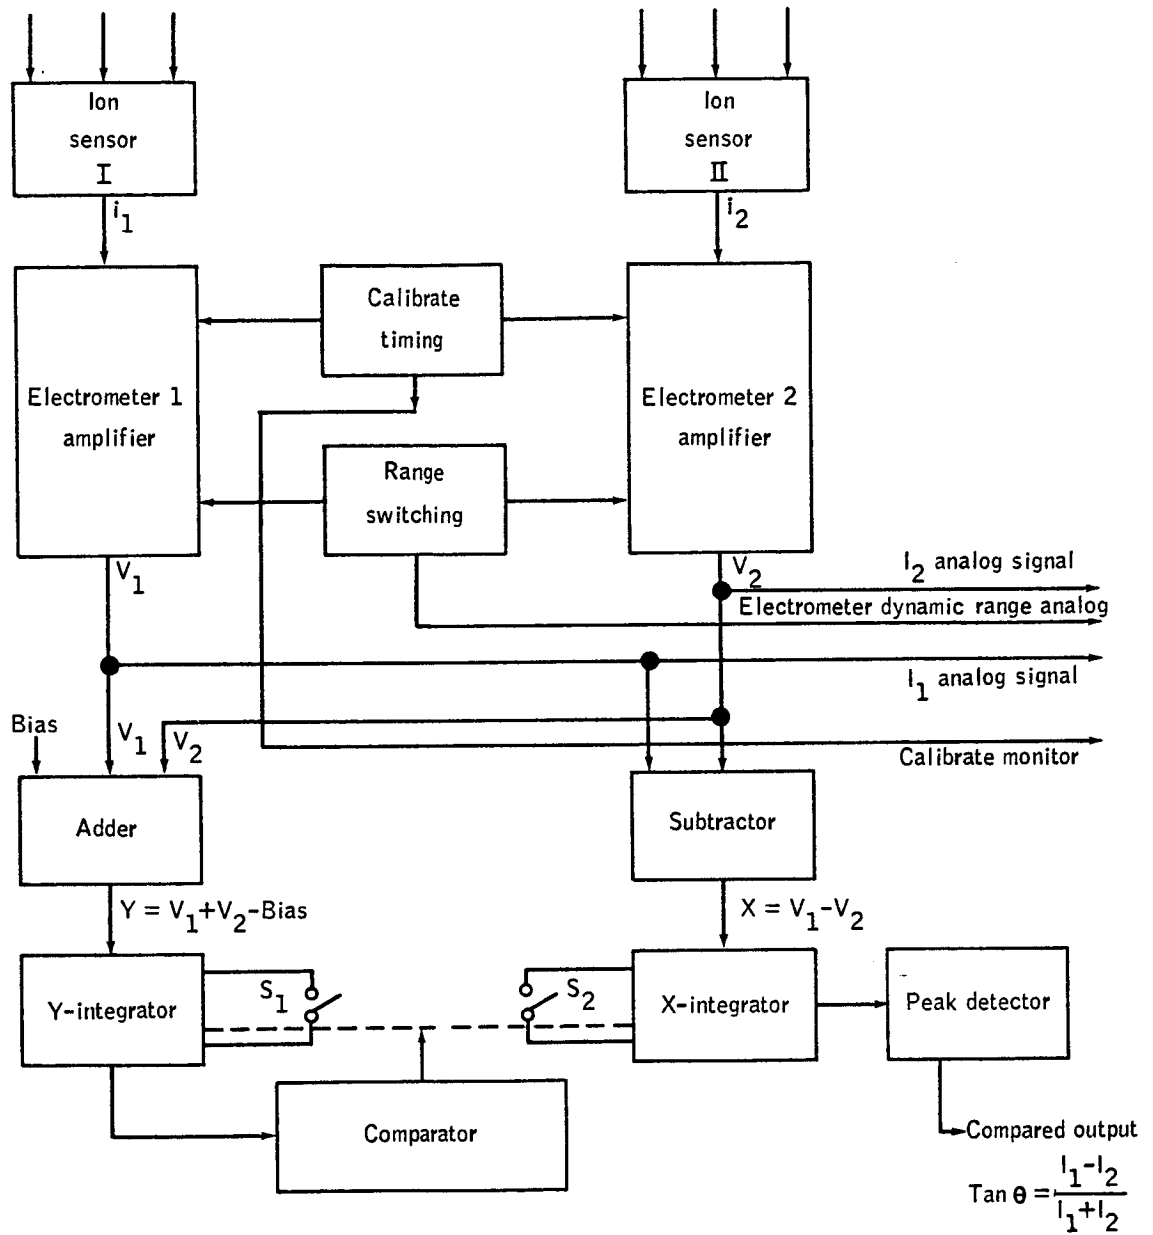 Ion
sensor
I
Ion
sensor
II
i1
i2
Calibrate
timing
Electrometer 1
amplifier
Electrometer 2
amplifier
Range
switching
V1
V2
I2 analog signal
Electrometer dynamic range analog
I1 analog signal
Bias
V1
V2
Calibrate monitor
Adder
Subtractor
Y = V1+V2-Bias
X = V1-V2
Y-integrator
S1
S2
X-integrator
Peak detector
Comparator
Compared output
Tan θ = I1-I2
I1+I2